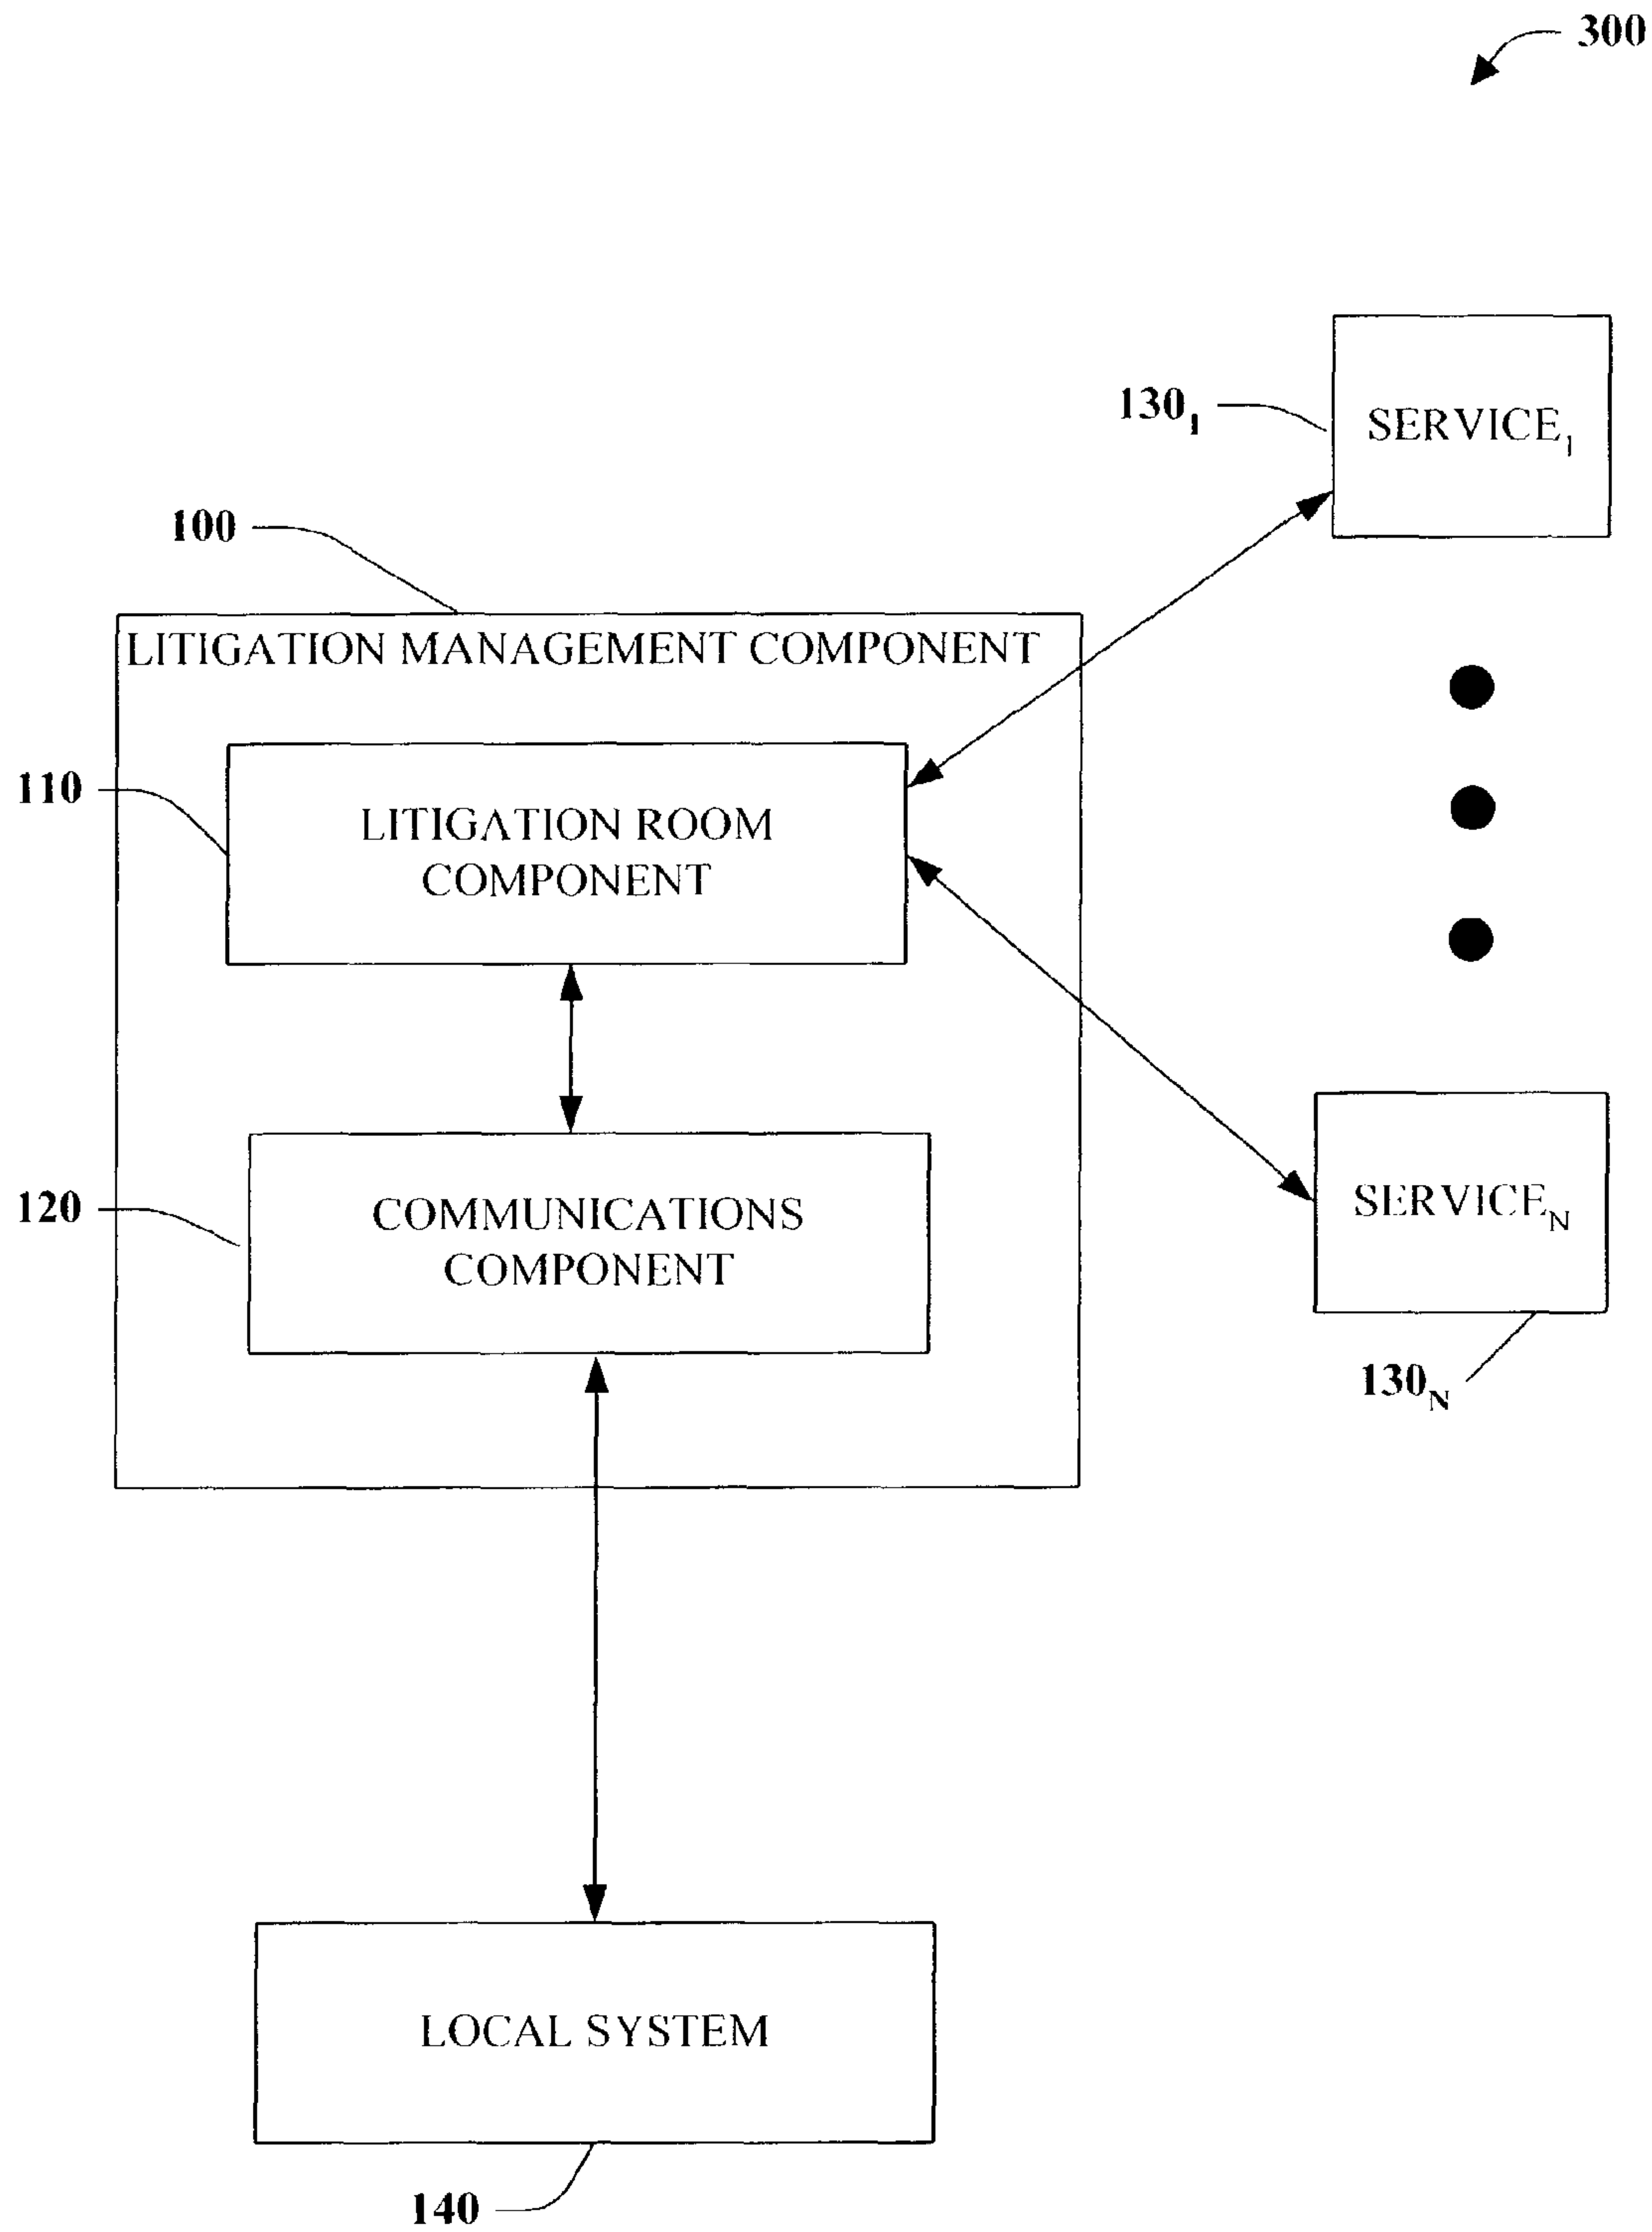 300
130₁
SERVICE₁
100
LITIGATION MANAGEMENT COMPONENT
110
LITIGATION ROOM
COMPONENT
120
COMMUNICATIONS
COMPONENT
SERVICE_N
130_N
LOCAL SYSTEM
140